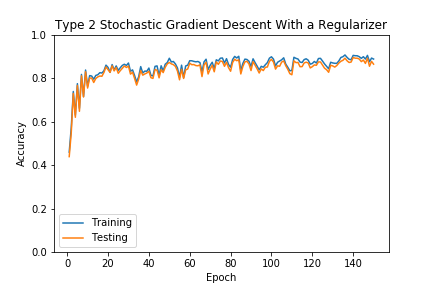 Type 2 Stochastic Gradient Descent With a Regularizer
1.0
0.8
0.6
0.4
0.2
0.0
Accuracy
Training
Testing
0 20 40 60 80 100 120 140
Epoch